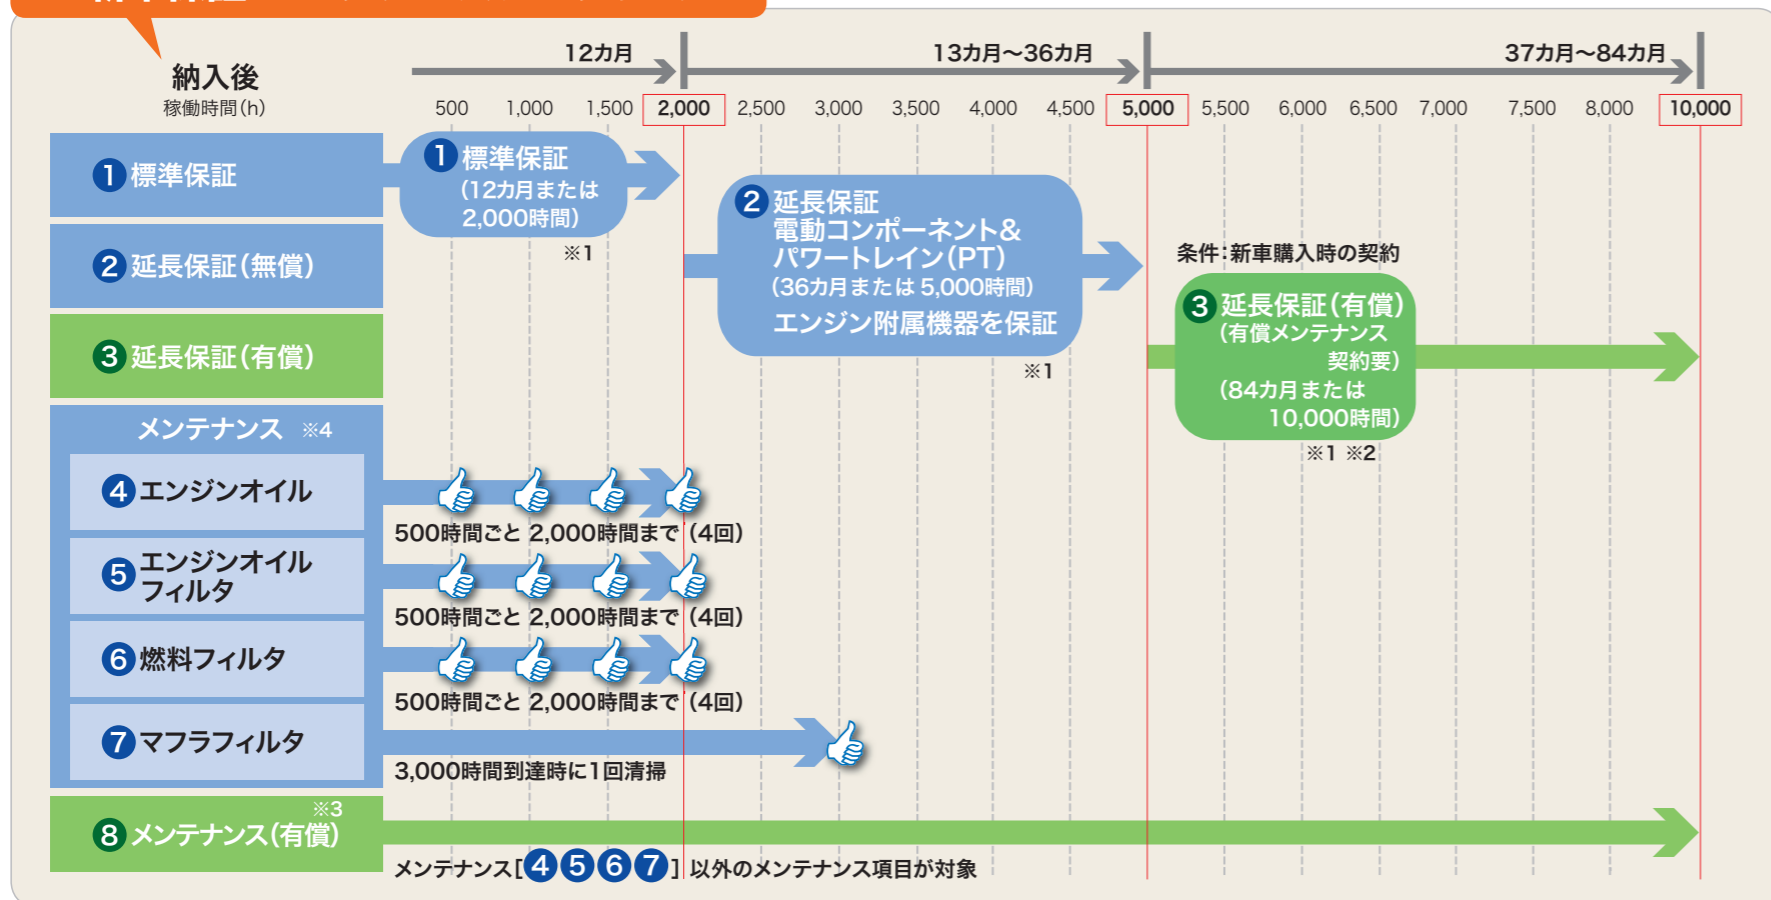 納入後
稼働時間(h)
12カ月
13カ月～36カ月
37カ月～84カ月
500 1,000 1,500 2,000 2,500 3,000 3,500 4,000 4,500 5,000 5,500 6,000 6,500 7,000 7,500 8,000 10,000
❶標準保証
❶標準保証
(12カ月または
2,000時間)
※1
❷延長保証(無償)
❷延長保証
電動コンポーネント&
パワートレイン(PT)
(36カ月または5,000時間)
エンジン附属機器を保証
※1
❸延長保証(有償)
条件:新車購入時の契約
❸延長保証(有償)
(有償メンテナンス
契約要)
(84カ月または
10,000時間)
※1 ※2
メンテナンス ※4
❹エンジンオイル
500時間ごと 2,000時間まで (4回)
❺エンジンオイル
フィルタ
500時間ごと 2,000時間まで (4回)
❻燃料フィルタ
500時間ごと 2,000時間まで (4回)
❼マフラフィルタ
3,000時間到達時に1回清掃
※3
❽メンテナンス(有償)
メンテナンス[❹❺❻❼] 以外のメンテナンス項目が対象